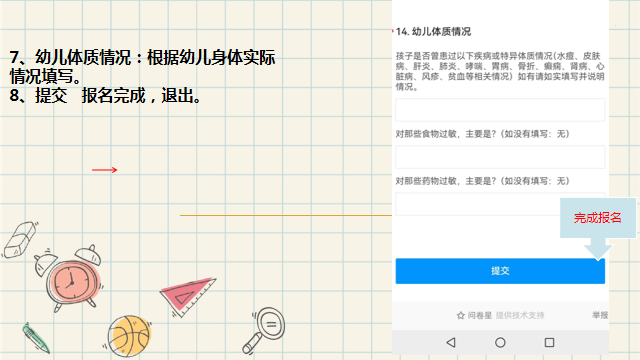 7、幼儿体质情况：根据幼儿身体实际
情况填写。
8、提交 报名完成，退出。
14. 幼儿体质情况
孩子是否曾患过以下疾病或特异体质情况(水痘、皮肤
病、肝炎、肺炎、哮喘、胃病、骨折、癫痫、肾病、心
脏病、风疹、贫血等相关情况）如有请如实填写并说明
情况。
对那些食物过敏，主要是?（如没有填写：无）
对那些药物过敏，主要是?（如没有填写：无）
完成报名
提交
问卷星 提供技术支持
举报